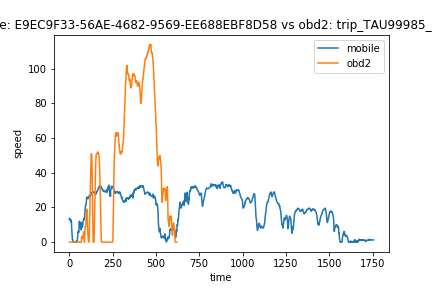 e: E9EC9F33-56AE-4682-9569-EE688EBF8D58 vs obd2: trip_TAU99985_
mobile
obd2
speed
100
80
60
40
20
0
0 250 500 750 1000 1250 1500 1750
time